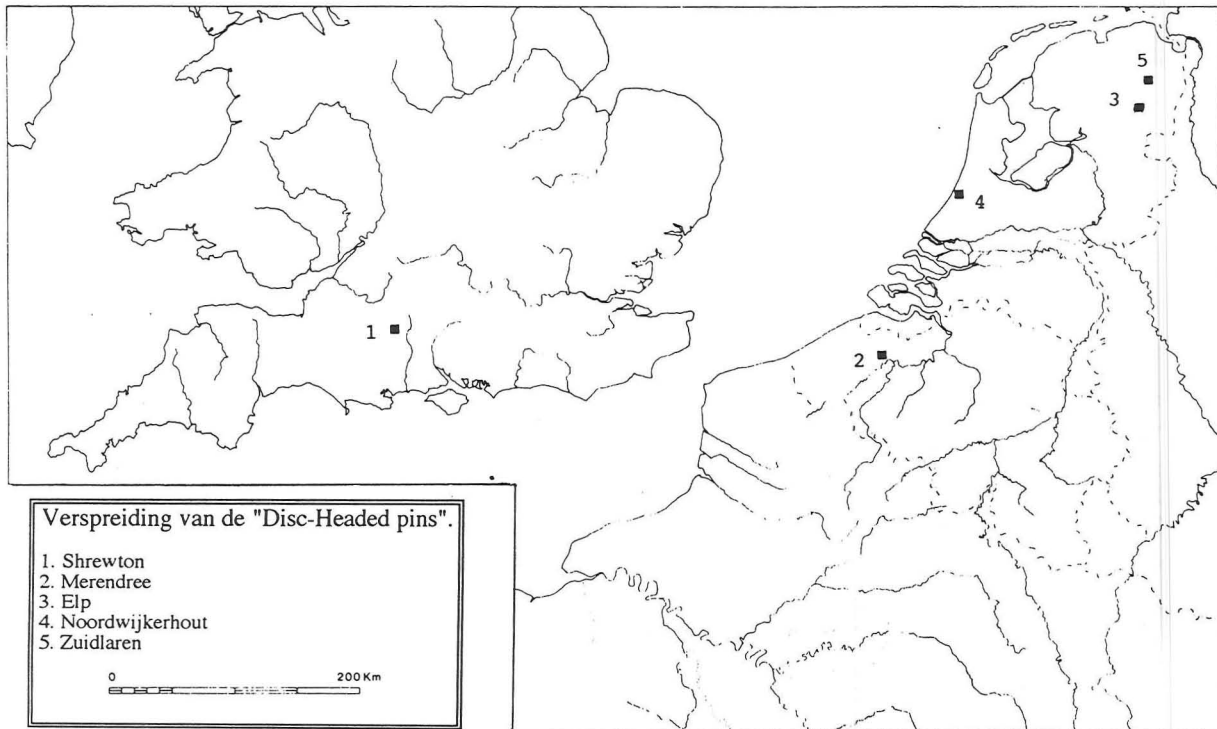 5
3
4
1
2
Verspreiding van de "Disc-Headed pins".
1. Shrewton
2. Merendree
3. Elp
4. Noordwijkerhout
5. Zuidlaren
0 200 Km